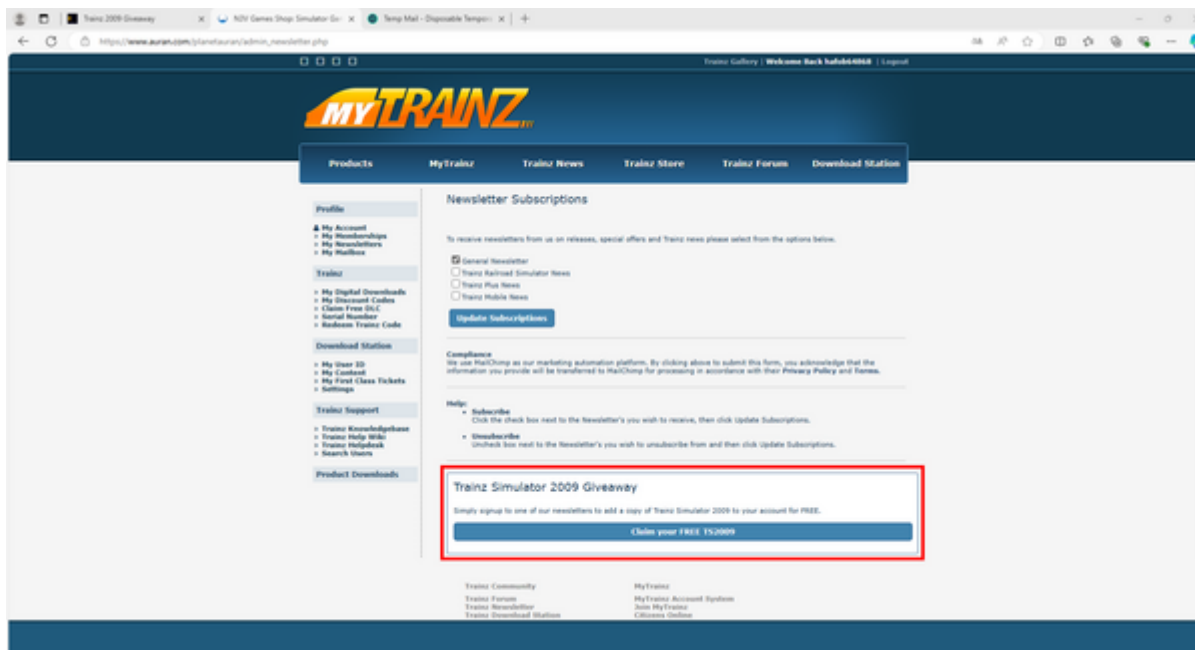 Trainz 2009 Giveaway
N3V Games Shop: Simulator Ga
Temp Mail - Disposable Tempor
https://www.auran.com/planetauran/admin_newsletter.php
Trainz Gallery | Welcome Back | Logout
MYTRAINZ
Products MyTrainz Trainz News Trainz Store Trainz Forum Download Station
Profile
My Account
» My Memberships
» My Newsletters
» My Mailbox
Trainz
» My Digital Downloads
» My Discount Codes
» Claim Free DLC
» Serial Number
» Redeem Trainz Code
Download Station
» My User ID
» My Content
» My First Class Tickets
» Settings
Trainz Support
» Trainz Knowledgebase
» Trainz Help Wiki
» Trainz Helpdesk
» Search Users
Product Downloads
Newsletter Subscriptions
To receive newsletters from us on releases, special offers and Trainz news please select from the options below.
General Newsletter
Trainz Railroad Simulator News
Trainz Plus News
Trainz Mobile News
Update Subscriptions
Compliance
We use MailChimp as our marketing automation platform. By clicking above to submit this form, you acknowledge that the
information you provide will be transferred to MailChimp for processing in accordance with their Privacy Policy and Terms.
Help:
• Subscribe
Click the check box next to the Newsletter's you wish to receive, then click Update Subscriptions.
• Unsubscribe
Uncheck box next to the Newsletter's you wish to unsubscribe from and then click Update Subscriptions.
Trainz Simulator 2009 Giveaway
Simply signup to one of our newsletters to add a copy of Trainz Simulator 2009 to your account for FREE.
Claim your FREE TS2009
Trainz Community MyTrainz
Trainz Forum MyTrainz Account System
Trainz Newsletter Join MyTrainz
Trainz Download Station Citizens Online